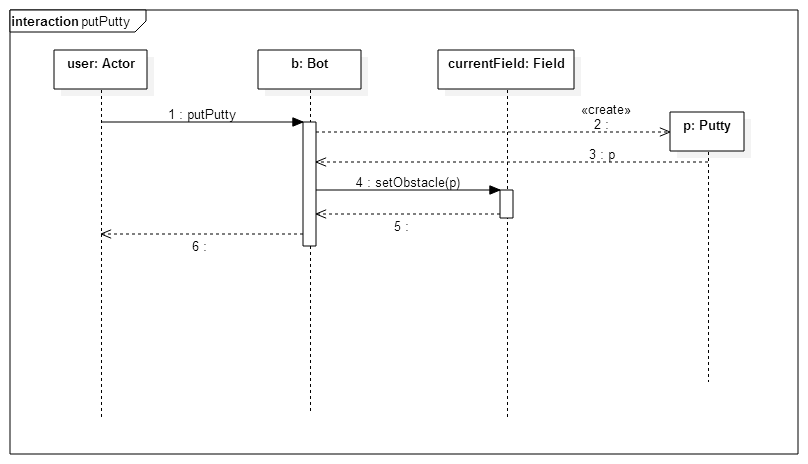 interaction putPutty
user: Actor
b: Bot
currentField: Field
«create»
1 : putPutty
2 :
p: Putty
3 : p
4 : setObstacle(p)
5 :
6 :